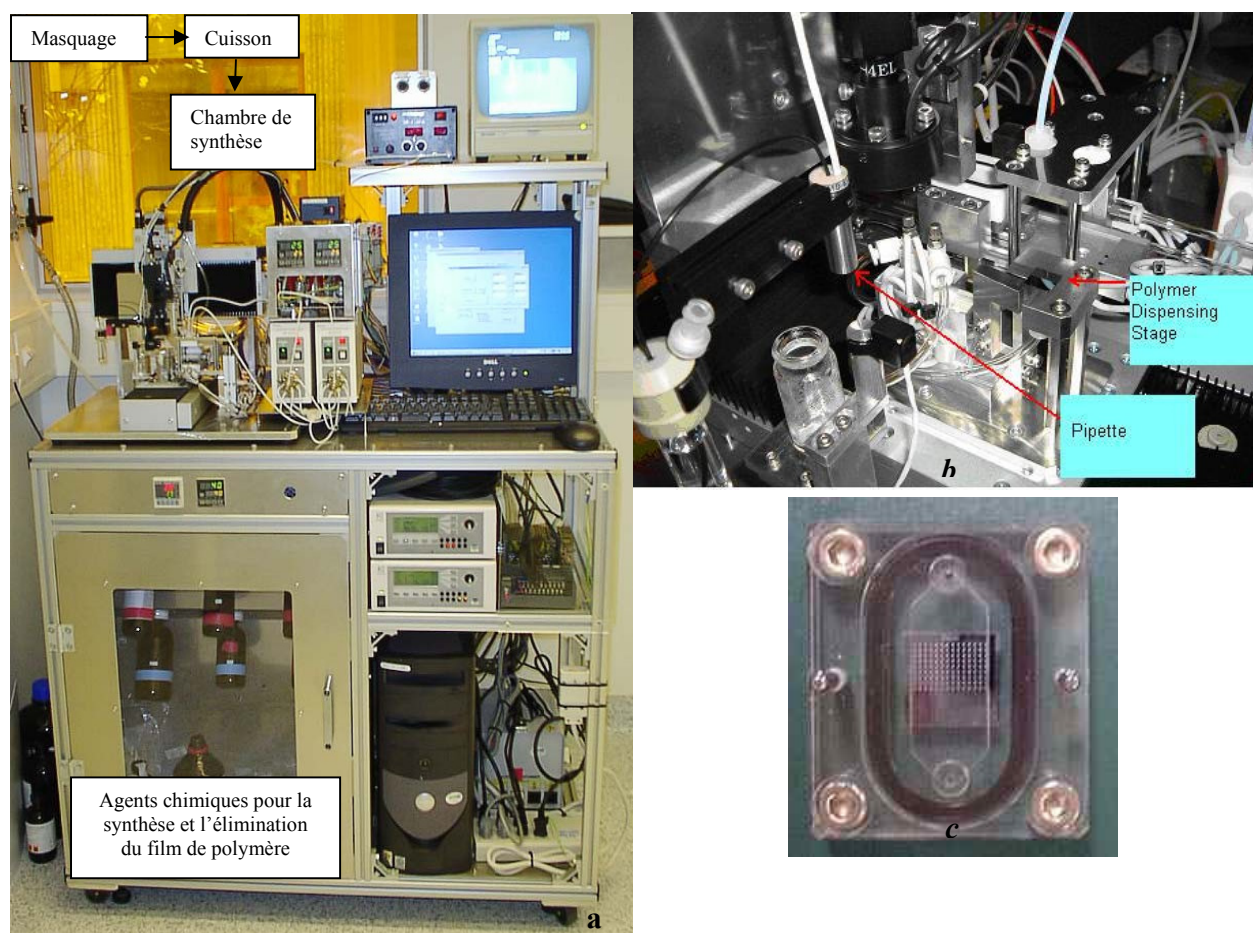 Masquage
Cuisson
Chambre de
synthèse
Agents chimiques pour la
synthèse et l'élimination
du film de polymère
a
DELL
4EL
Polymer
Dispensing
Stage
Pipette
b
c